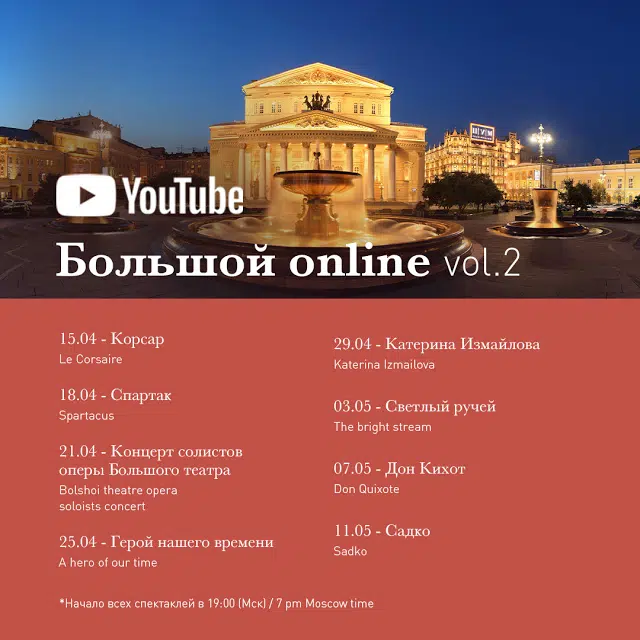 YouTube
Большой online vol.2
15.04 - Корсар
Le Corsaire
18.04 - Спартак
Spartacus
21.04 - Концерт солистов
оперы Большого театра
Bolshoi theatre opera
soloists concert
25.04 - Герой нашего времени
A hero of our time
29.04 - Катерина Измайлова
Katerina Izmailova
03.05 - Светлый ручей
The bright stream
07.05 - Дон Кихот
Don Quixote
11.05 - Садко
Sadko
*Начало всех спектаклей в 19:00 (Мск) / 7 pm Moscow time